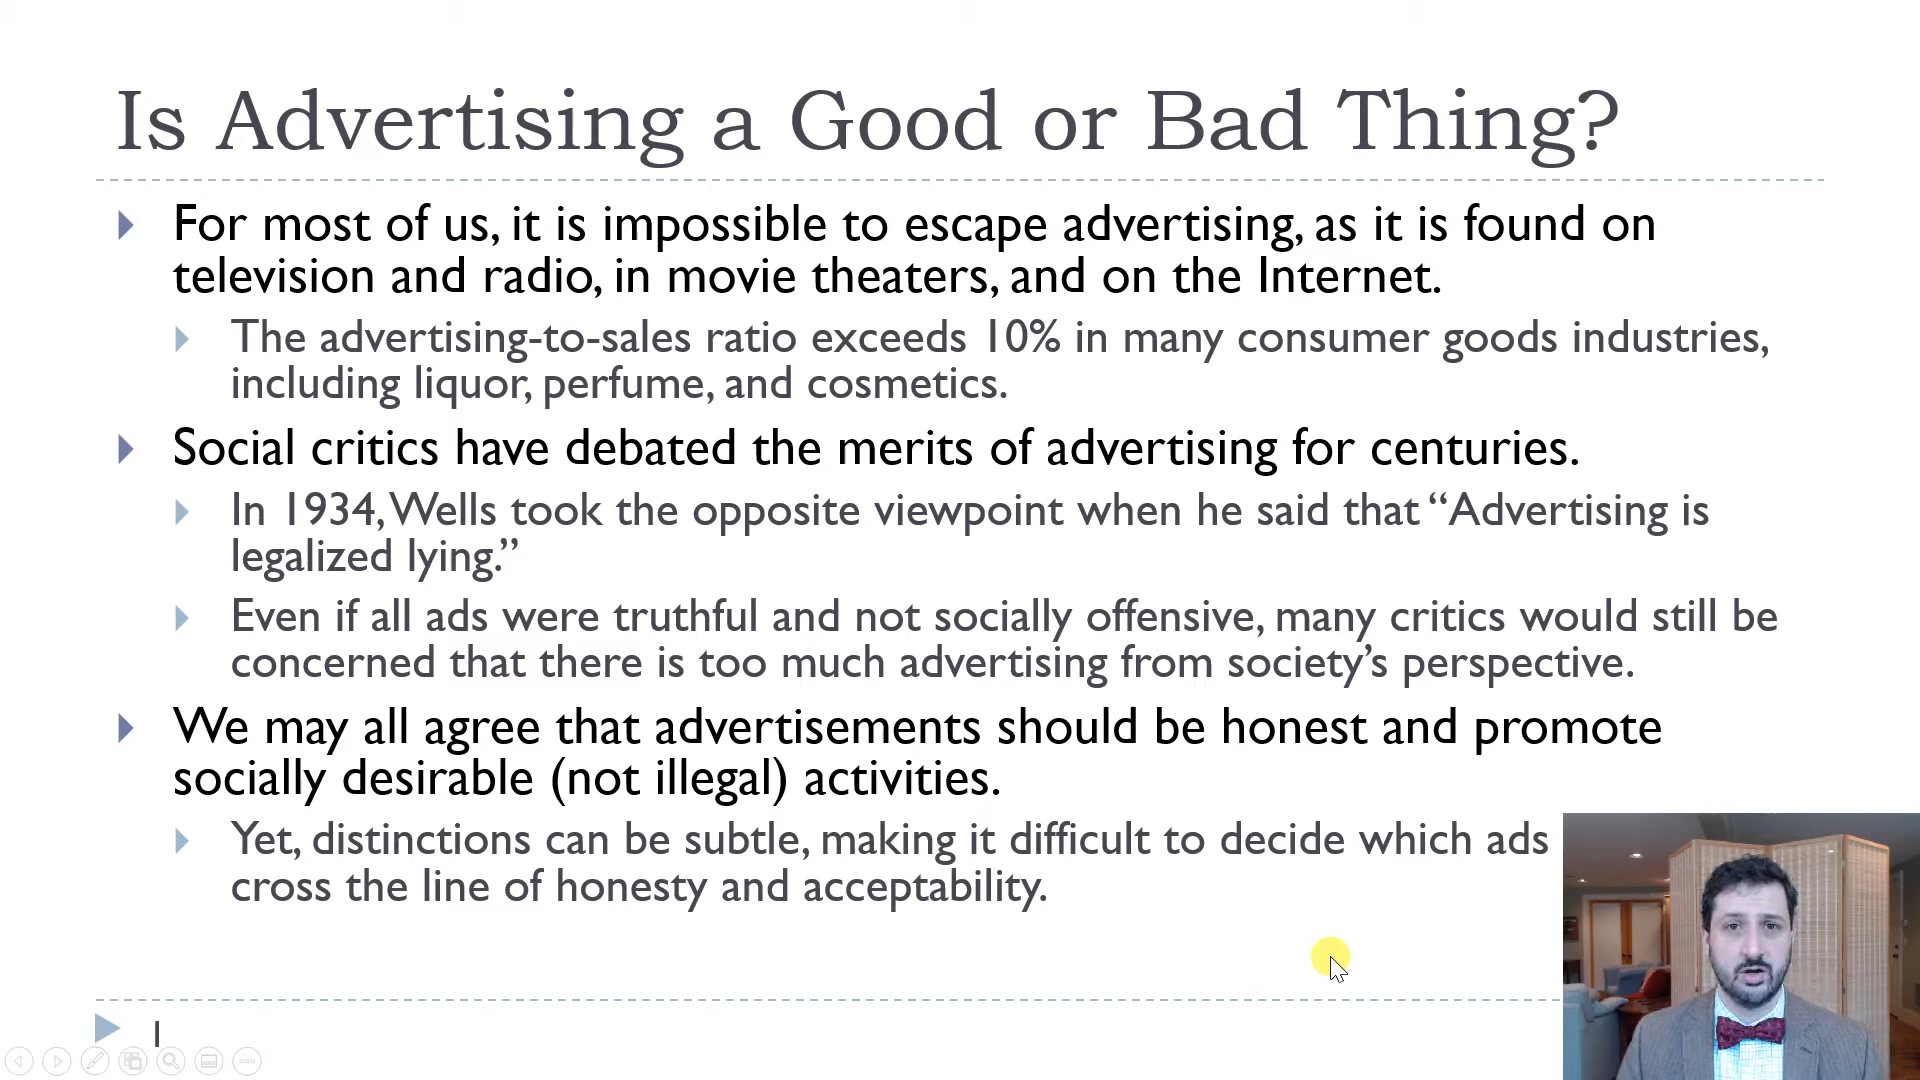 Is Advertising a Good or Bad Thing?
For most of us, it is impossible to escape advertising, as it is found on
television and radio, in movie theaters, and on the Internet.
The advertising-to-sales ratio exceeds 10% in many consumer goods industries,
including liquor, perfume, and cosmetics.
Social critics have debated the merits of advertising for centuries.
In 1934, Wells took the opposite viewpoint when he said that “Advertising is
legalized lying.”
Even if all ads were truthful and not socially offensive, many critics would still be
concerned that there is too much advertising from society’s perspective.
We may all agree that advertisements should be honest and promote
socially desirable (not illegal) activities.
Yet, distinctions can be subtle, making it difficult to decide which ads
cross the line of honesty and acceptability.
1